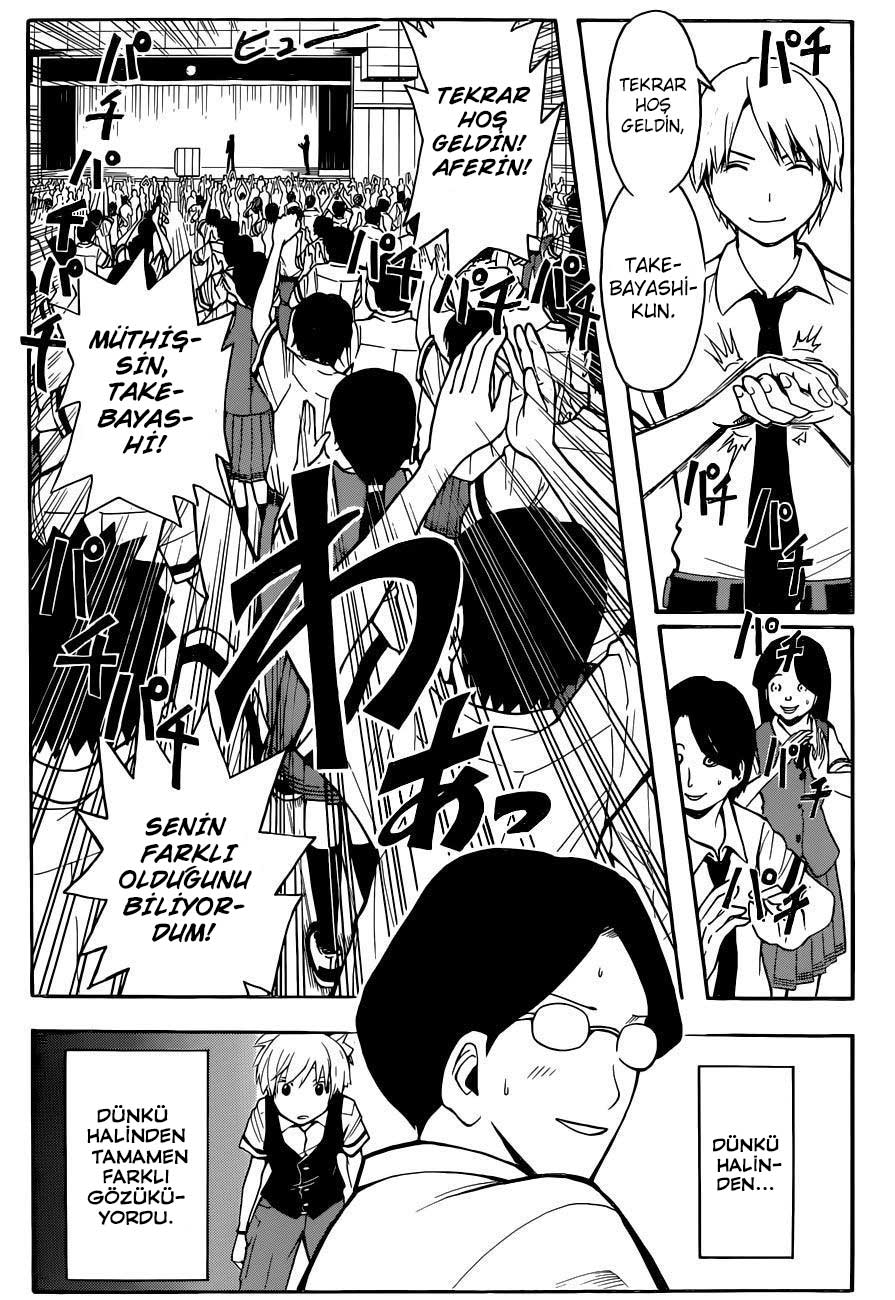 パチ
TEKRAR
HOŞ
GELDİN,
TAKE-
BAYASHI-
KUN.
パチ
パチ
パチ
パチ
パチ
パチ
ヒュー
TEKRAR
HOŞ
GELDİN!
AFERİN!
パチ
パチ
パチ
パチ
パチ
パチ
MÜTHİŞ-
SİN,
TAKE-
BAYAS-
Hİ!
わあっ
パチ
パチ
SENİN
FARKLI
OLDUĞUNU
BİLİYOR-
DUM!
DÜNKÜ
HALİN-
DEN...
DÜNKÜ
HALİNDEN
TAMAMEN
FARKLI
GÖZÜKÜ-
YORDU.